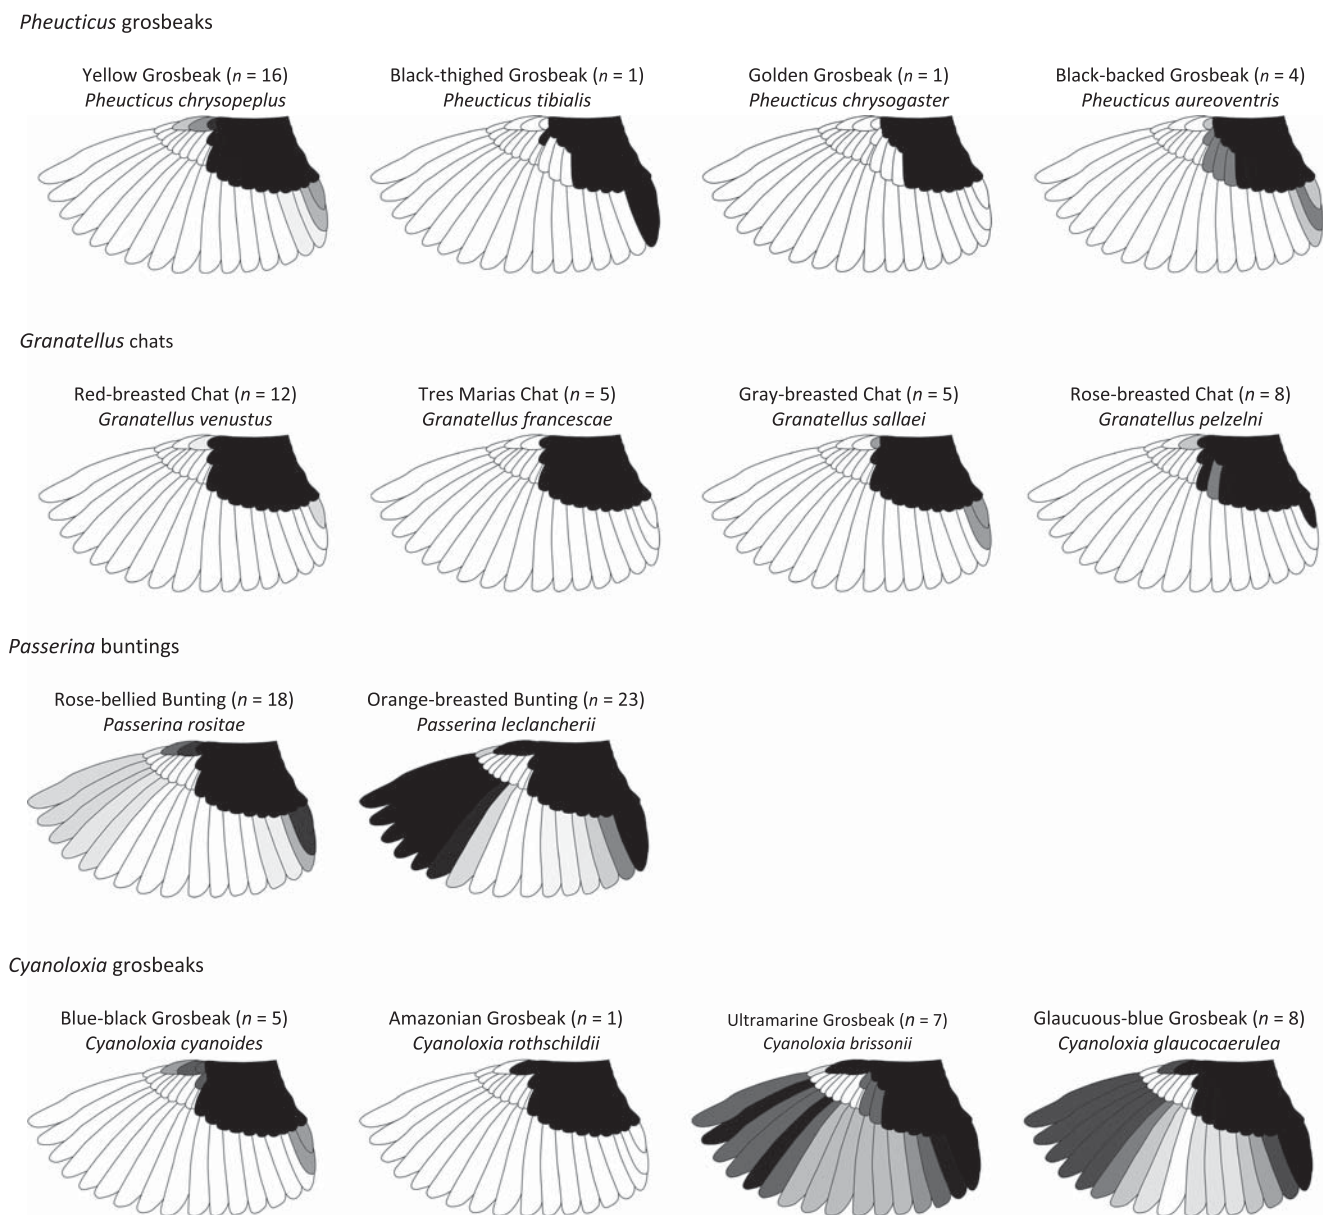 Pheucticus grosbeaks
Yellow Grosbeak (n = 16)
Pheucticus chrysopeplus
Black-thighed Grosbeak (n = 1)
Pheucticus tibialis
Golden Grosbeak (n = 1)
Pheucticus chrysogaster
Black-backed Grosbeak (n = 4)
Pheucticus aureoventris
Granatellus chats
Red-breasted Chat (n = 12)
Granatellus venustus
Tres Marias Chat (n = 5)
Granatellus francescae
Gray-breasted Chat (n = 5)
Granatellus sallaei
Rose-breasted Chat (n = 8)
Granatellus pelzelni
Passerina buntings
Rose-bellied Bunting (n = 18)
Passerina rositae
Orange-breasted Bunting (n = 23)
Passerina leclancherii
Cyanoloxia grosbeaks
Blue-black Grosbeak (n = 5)
Cyanoloxia cyanoides
Amazonian Grosbeak (n = 1)
Cyanoloxia rothschildii
Ultramarine Grosbeak (n = 7)
Cyanoloxia brissonii
Glaucuous-blue Grosbeak (n = 8)
Cyanoloxia glaucocaerulea